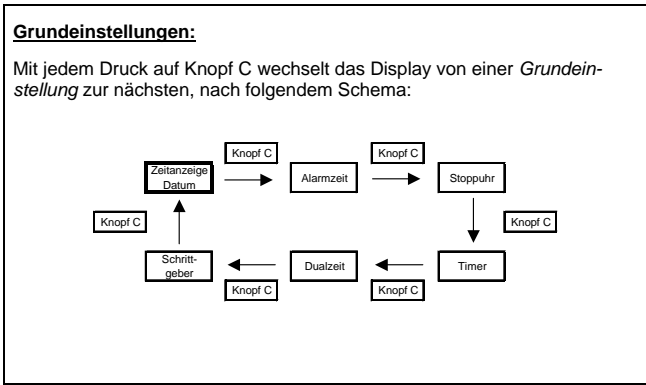 Grundeinstellungen:
Mit jedem Druck auf Knopf C wechselt das Display von einer Grundein-
stellung zur nächsten, nach folgendem Schema:
Knopf C
Knopf C
Zeitanzeige
Datum
Alarmzeit
Stoppuhr
Knopf C
Knopf C
Schritt-
geber
Dualzeit
Timer
Knopf C
Knopf C